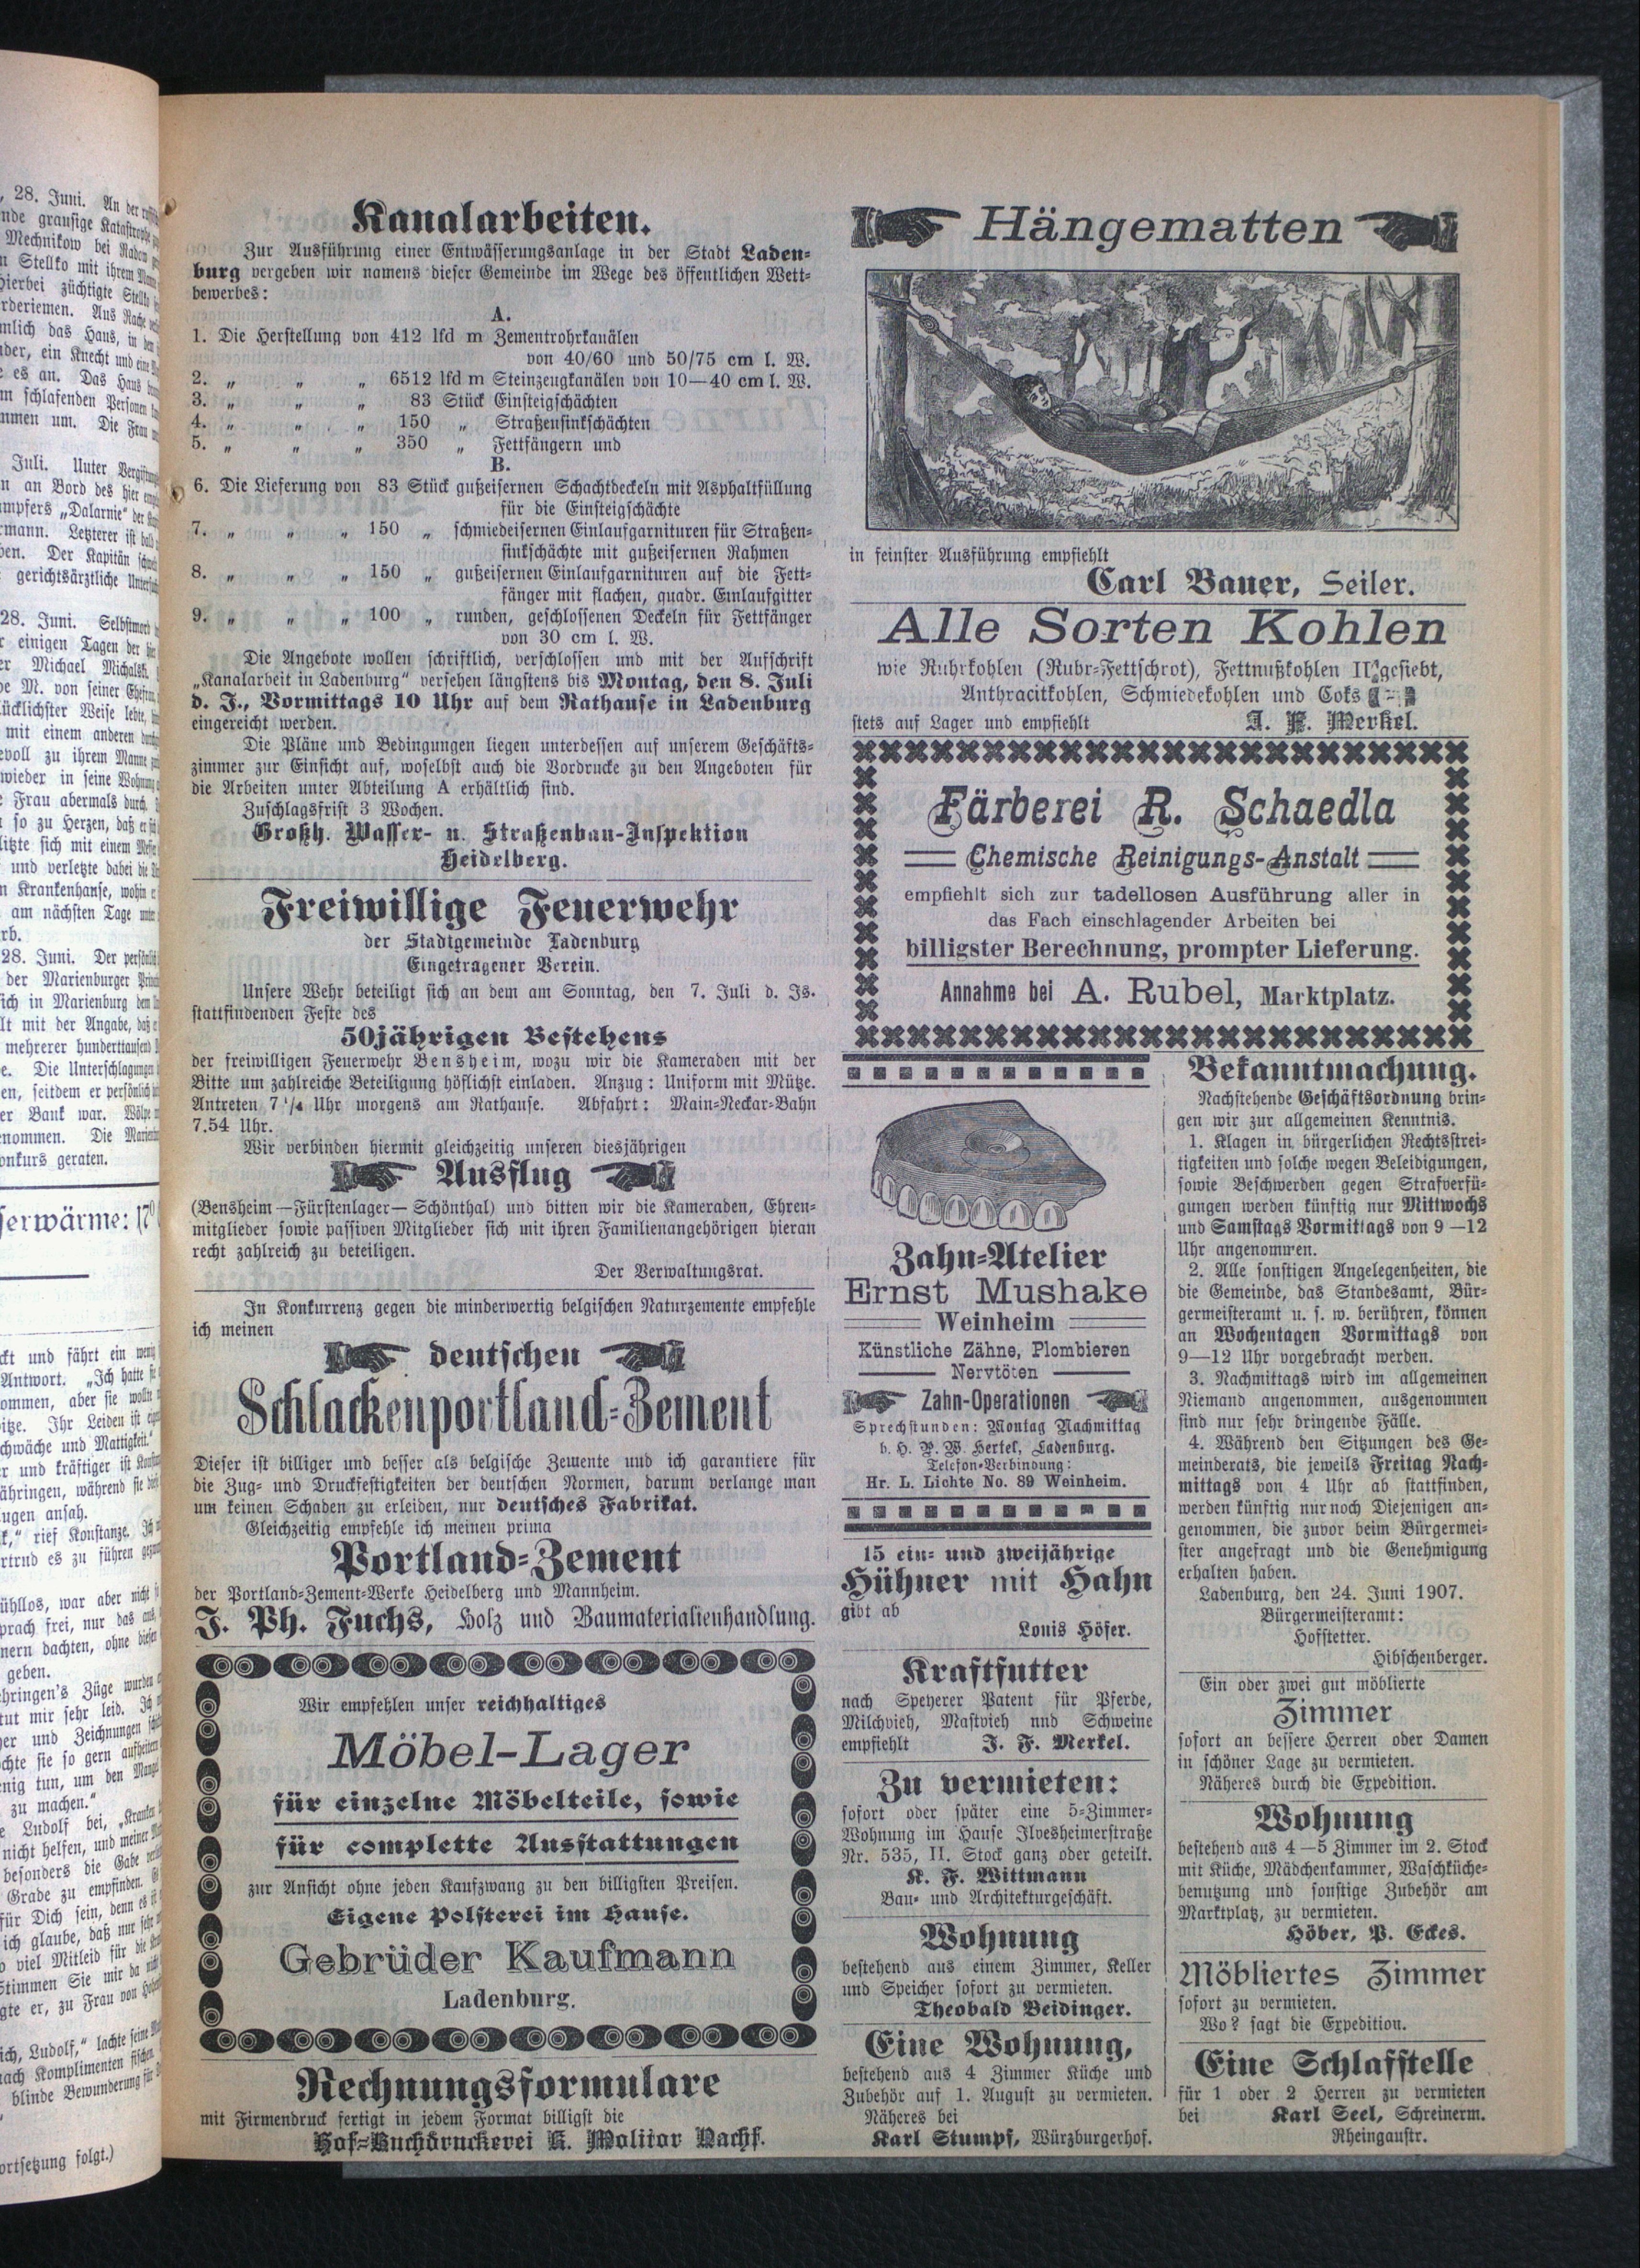 Kanalarbeiten.
Zur Ausführung einer Entwässerungsanlage in der Stadt Laden-
burg vergeben wir namens dieser Gemeinde im Wege des öffentlichen Wett-
bewerbes:
A.
1. Die Herstellung von 412 lfd m Zementrohrkanälen
von 40/60 und 50/75 cm l. W.
2. „ „ „ 6512 lfd m Steinzeugkanälen von 10—40 cm l. W.
3. „ „ „ 83 Stück Einsteigschächten
4. „ „ „ 150 „ Straßensinkschächten
5. „ „ „ 350 „ Fettfängern und
B.
6. Die Lieferung von 83 Stück gußeisernen Schachtdeckeln mit Asphaltfüllung
für die Einsteigschächte
7. „ „ „ 150 „ schmiedeisernen Einlaufgarnituren für Straßen-
sinkschächte mit gußeisernen Rahmen
8. „ „ „ 150 „ gußeisernen Einlaufgarnituren auf die Fett-
fänger mit flachen, quadr. Einlaufgitter
9. „ „ „ 100 „ runden, geschlossenen Deckeln für Fettfänger
von 30 cm l. W.
Die Angebote wollen schriftlich, verschlossen und mit der Aufschrift
„Kanalarbeit in Ladenburg“ versehen längstens bis Montag, den 8. Juli
d. J., Vormittags 10 Uhr auf dem Rathause in Ladenburg
eingereicht werden.
Die Pläne und Bedingungen liegen unterdessen auf unserem Geschäfts-
zimmer zur Einsicht auf, woselbst auch die Vordrucke zu den Angeboten für
die Arbeiten unter Abteilung A erhältlich sind.
Zuschlagsfrist 3 Wochen.
Großh. Wasser- u. Straßenbau-Inspektion
Heidelberg.
Freiwillige Feuerwehr
der Stadtgemeinde Ladenburg
Eingetragener Verein.
Unsere Wehr beteiligt sich an dem am Sonntag, den 7. Juli d. Js.
stattfindenden Feste des
50jährigen Bestehens
der freiwilligen Feuerwehr Bensheim, wozu wir die Kameraden mit der
Bitte um zahlreiche Beteiligung höflichst einladen. Anzug: Uniform mit Mütze.
Antreten 7 1/4 Uhr morgens am Rathause. Abfahrt: Main-Neckar-Bahn
7.54 Uhr.
Wir verbinden hiermit gleichzeitig unseren diesjährigen
Ausflug
(Bensheim—Fürstenlager—Schönthal) und bitten wir die Kameraden, Ehren-
mitglieder sowie passiven Mitglieder sich mit ihren Familienangehörigen hieran
recht zahlreich zu beteiligen.
Der Verwaltungsrat.
In Konkurrenz gegen die minderwertig belgischen Naturzemente empfehle
ich meinen
deutschen
Schlackenportland-Zement
Dieser ist billiger und besser als belgische Zemente und ich garantiere für
die Zug- und Druckfestigkeiten der deutschen Normen, darum verlange man
um keinen Schaden zu erleiden, nur deutsches Fabrikat.
Gleichzeitig empfehle ich meinen prima
Portland-Zement
der Portland-Zement-Werke Heidelberg und Mannheim.
J. Ph. Fuchs, Holz und Baumaterialienhandlung.
Wir empfehlen unser reichhaltiges
Möbel-Lager
für einzelne Möbelteile, sowie
für complette Ausstattungen
zur Ansicht ohne jeden Kaufzwang zu den billigsten Preisen.
Eigene Polsterei im Hause.
Gebrüder Kaufmann
Ladenburg.
Rechnungsformulare
mit Firmendruck fertigt in jedem Format billigst die
Hof-Buchdruckerei K. Molitor Nachf.
Hängematten
in feinster Ausführung empfiehlt
Carl Bauer, Seiler.
Alle Sorten Kohlen
wie Ruhrkohlen (Ruhr-Fettschrot), Fettnußkohlen II gesiebt,
Anthracitkohlen, Schmiedekohlen und Coks
stets auf Lager und empfiehlt J. F. Merkel.
Färberei R. Schaedla
Chemische Reinigungs-Anstalt
empfiehlt sich zur tadellosen Ausführung aller in
das Fach einschlagender Arbeiten bei
billigster Berechnung, prompter Lieferung.
Annahme bei A. Rubel, Marktplatz.
Zahn-Atelier
Ernst Mushake
Weinheim
Künstliche Zähne, Plombieren
Nervtöten
Zahn-Operationen
Sprechstunden: Montag Nachmittag
b. H. P. W. Hertel, Ladenburg.
Telefon-Verbindung:
Hr. L. Lichte No. 89 Weinheim.
15 ein- und zweijährige
Hühner mit Hahn
gibt ab
Louis Höfer.
Kraftfutter
nach Speyerer Patent für Pferde,
Milchvieh, Mastvieh und Schweine
empfiehlt J. F. Merkel.
Zu vermieten:
sofort oder später eine 5-Zimmer-
Wohnung im Hause Ilvesheimerstraße
Nr. 535, II. Stock ganz oder geteilt.
K. F. Wittmann
Bau- und Architekturgeschäft.
Wohnung
bestehend aus einem Zimmer, Keller
und Speicher sofort zu vermieten.
Theobald Beidinger.
Eine Wohnung,
bestehend aus 4 Zimmer Küche und
Zubehör auf 1. August zu vermieten.
Näheres bei
Karl Stumpf, Würzburgerhof.
Bekanntmachung.
Nachstehende Geschäftsordnung brin-
gen wir zur allgemeinen Kenntnis.
1. Klagen in bürgerlichen Rechtsstrei-
tigkeiten und solche wegen Beleidigungen,
sowie Beschwerden gegen Strafverfü-
gungen werden künftig nur Mittwochs
und Samstags Vormittags von 9—12
Uhr angenommen.
2. Alle sonstigen Angelegenheiten, die
die Gemeinde, das Standesamt, Bür-
germeisteramt u. s. w. berühren, können
an Wochentagen Vormittags von
9—12 Uhr vorgebracht werden.
3. Nachmittags wird im allgemeinen
Niemand angenommen, ausgenommen
sind nur sehr dringende Fälle.
4. Während den Sitzungen des Ge-
meinderats, die jeweils Freitag Nach-
mittags von 4 Uhr ab stattfinden,
werden künftig nur noch Diejenigen an-
genommen, die zuvor beim Bürgermei-
ster angefragt und die Genehmigung
erhalten haben.
Ladenburg, den 24. Juni 1907.
Bürgermeisteramt:
Hofstetter.
Hibschenberger.
Ein oder zwei gut möblierte
Zimmer
sofort an bessere Herren oder Damen
in schöner Lage zu vermieten.
Näheres durch die Expedition.
Wohnung
bestehend aus 4—5 Zimmer im 2. Stock
mit Küche, Mädchenkammer, Waschküche-
benutzung und sonstige Zubehör am
Marktplatz, zu vermieten.
Höber, P. Eckes.
Möbliertes Zimmer
sofort zu vermieten.
Wo? sagt die Expedition.
Eine Schlafstelle
für 1 oder 2 Herren zu vermieten
bei Karl Seel, Schreinerm.
Rheingaustr.